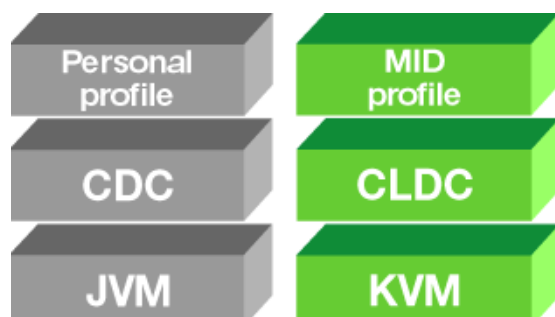 Personal
profile
MID
profile
CDC
CLDC
JVM
KVM